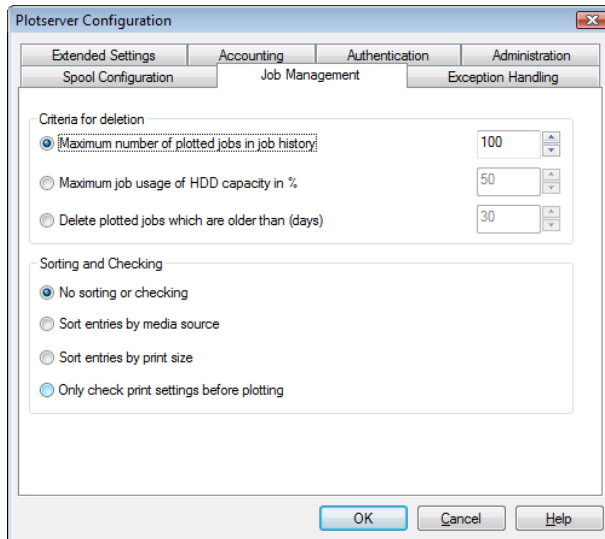 Plotserver Configuration
Extended Settings Accounting Authentication Administration
Spool Configuration Job Management Exception Handling
Criteria for deletion
Maximum number of plotted jobs in job history 100
Maximum job usage of HDD capacity in % 50
Delete plotted jobs which are older than (days) 30
Sorting and Checking
No sorting or checking
Sort entries by media source
Sort entries by print size
Only check print settings before plotting
OK Cancel Help